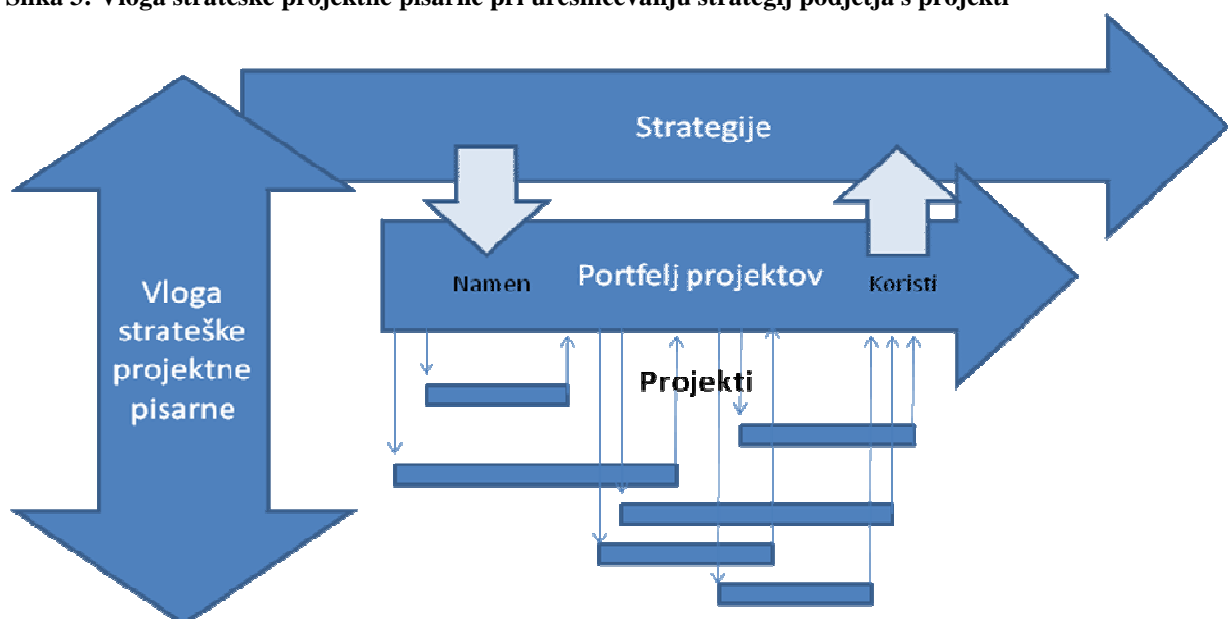 Slika 3: Vloga strateške projektne pisarne pri uresničevanju strategij podjetja s projekti
Strategije
Namen
Portfelj projektov
Koristi
Vloga
strateške
projektne
pisarne
Projekti